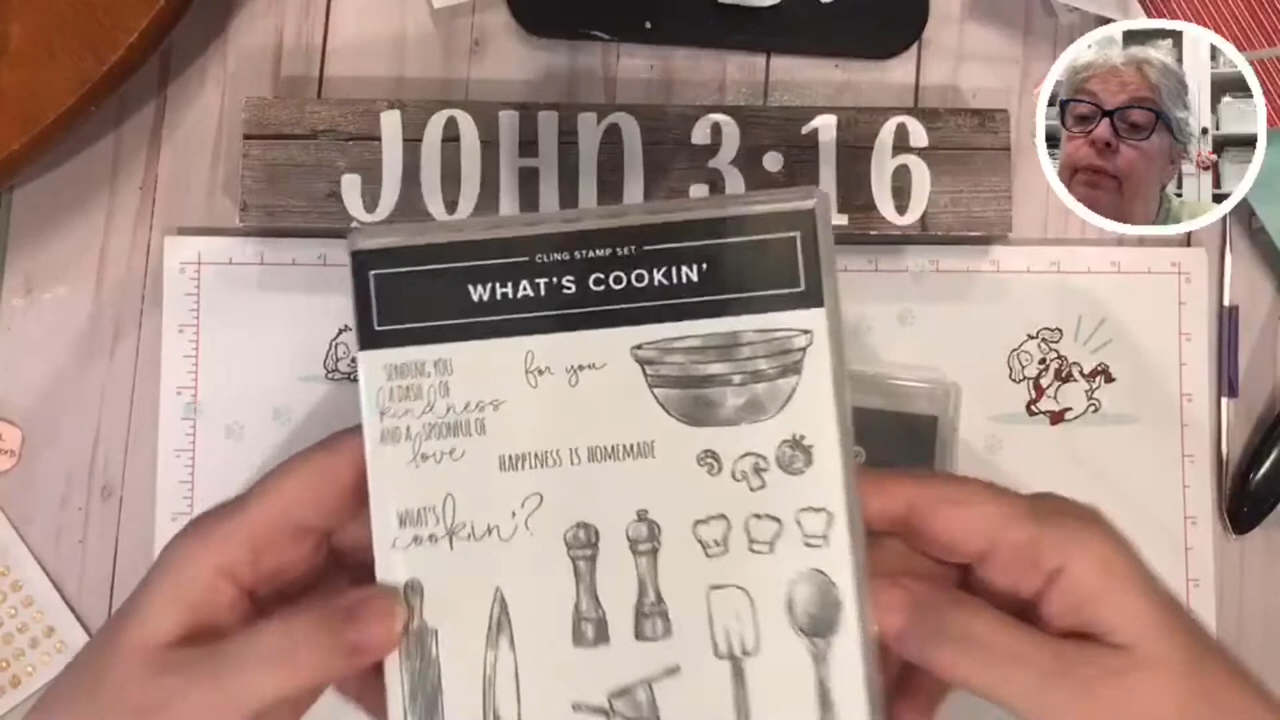 JOHN 3:16
CLING STAMP SET
WHAT'S COOKIN'
SENDING YOU
A DASH OF
kindness
AND A SPOONFUL OF
love
for you
HAPPINESS IS HOMEMADE
WHAT'S
cookin'?